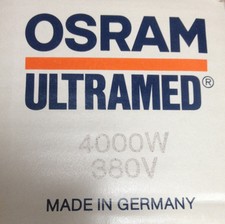 OSRAM
ULTRAMED®
4000W
380V
MADE IN GERMANY